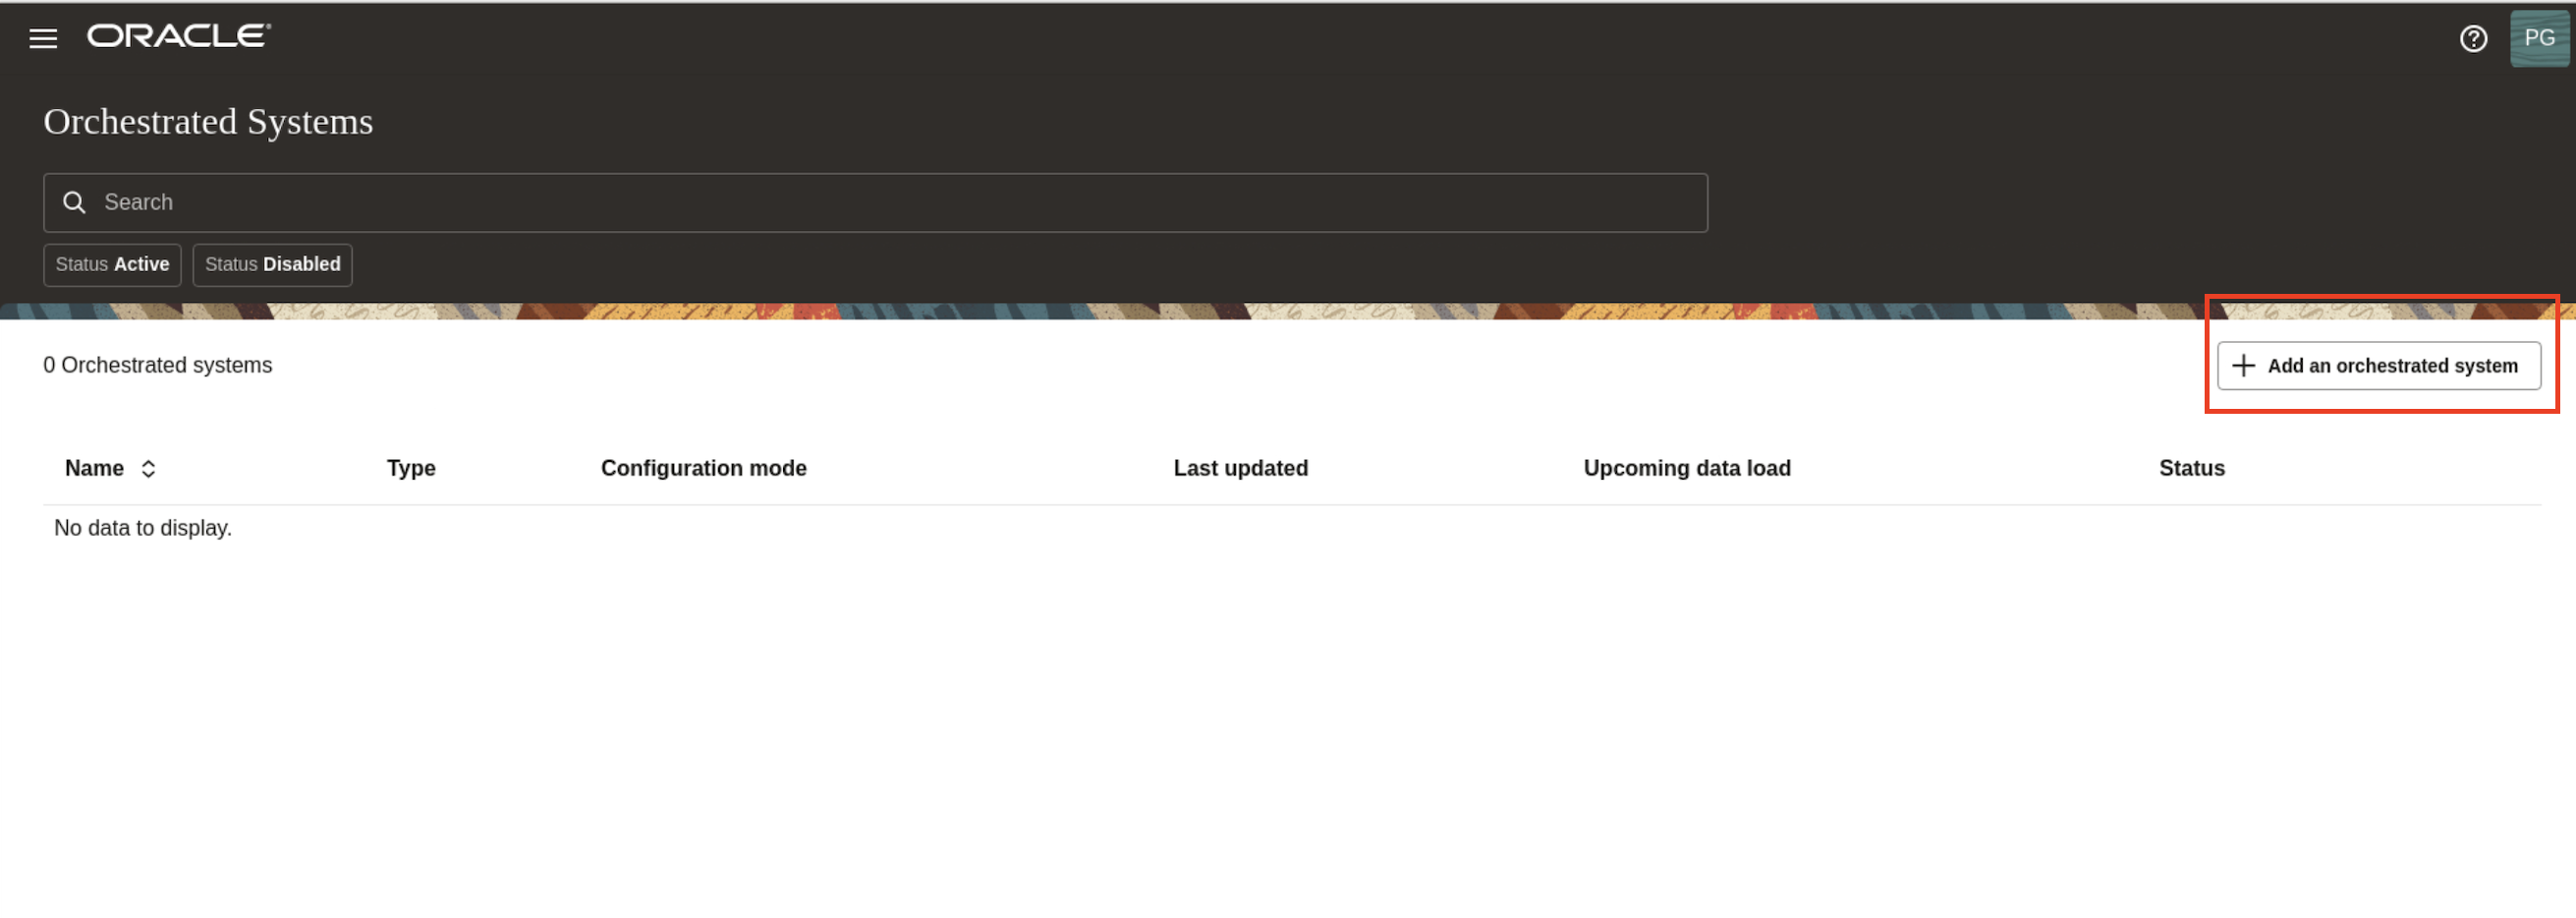 ORACLE
PG
Orchestrated Systems
Search
Status Active Status Disabled
0 Orchestrated systems
Add an orchestrated system
Name Type Configuration mode Last updated Upcoming data load Status
No data to display.